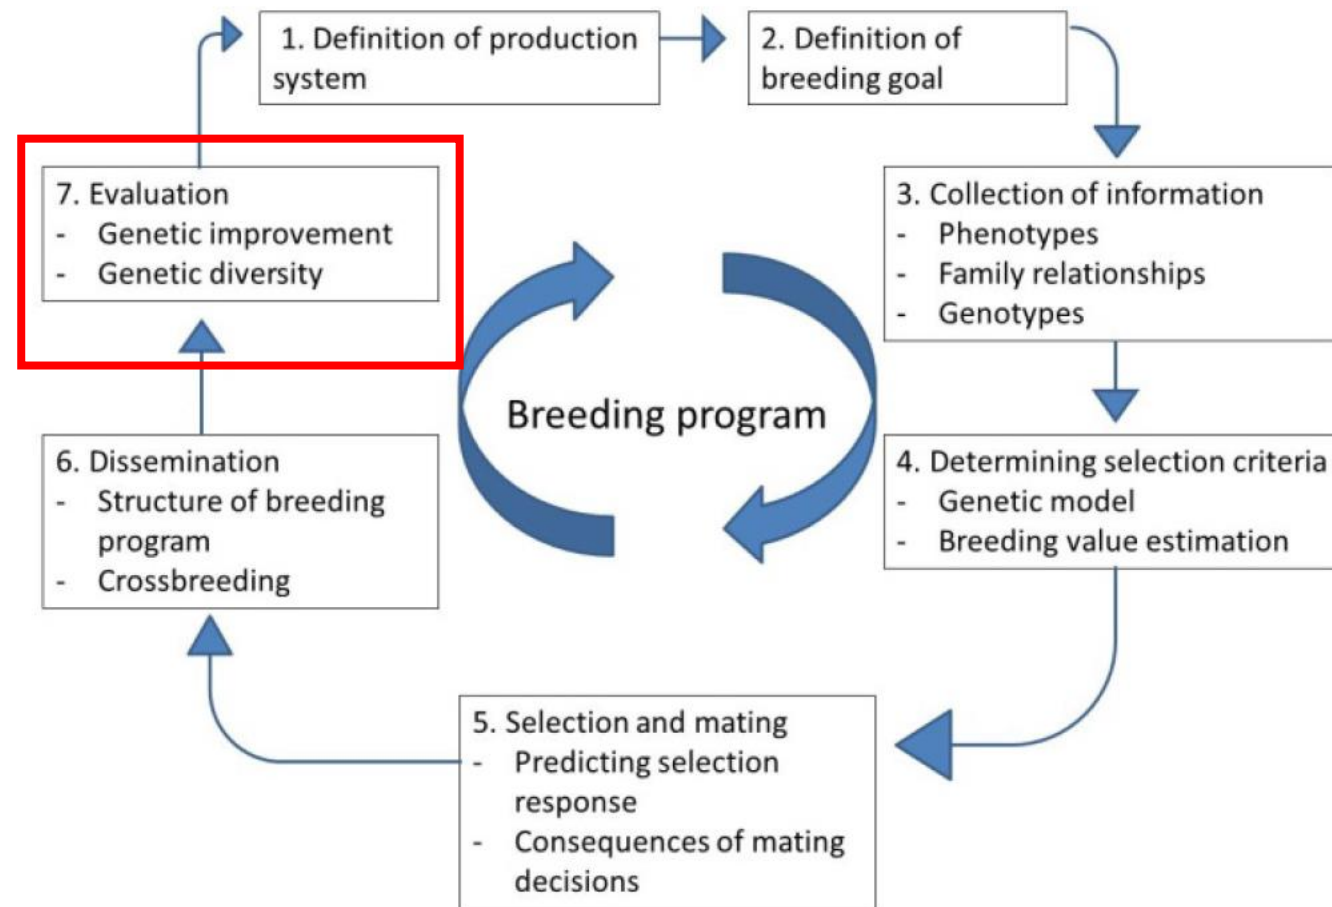 1. Definition of production
system
2. Definition of
breeding goal
3. Collection of information
- Phenotypes
- Family relationships
- Genotypes
4. Determining selection criteria
- Genetic model
- Breeding value estimation
5. Selection and mating
- Predicting selection
response
- Consequences of mating
decisions
6. Dissemination
- Structure of breeding
program
- Crossbreeding
7. Evaluation
- Genetic improvement
- Genetic diversity
Breeding program